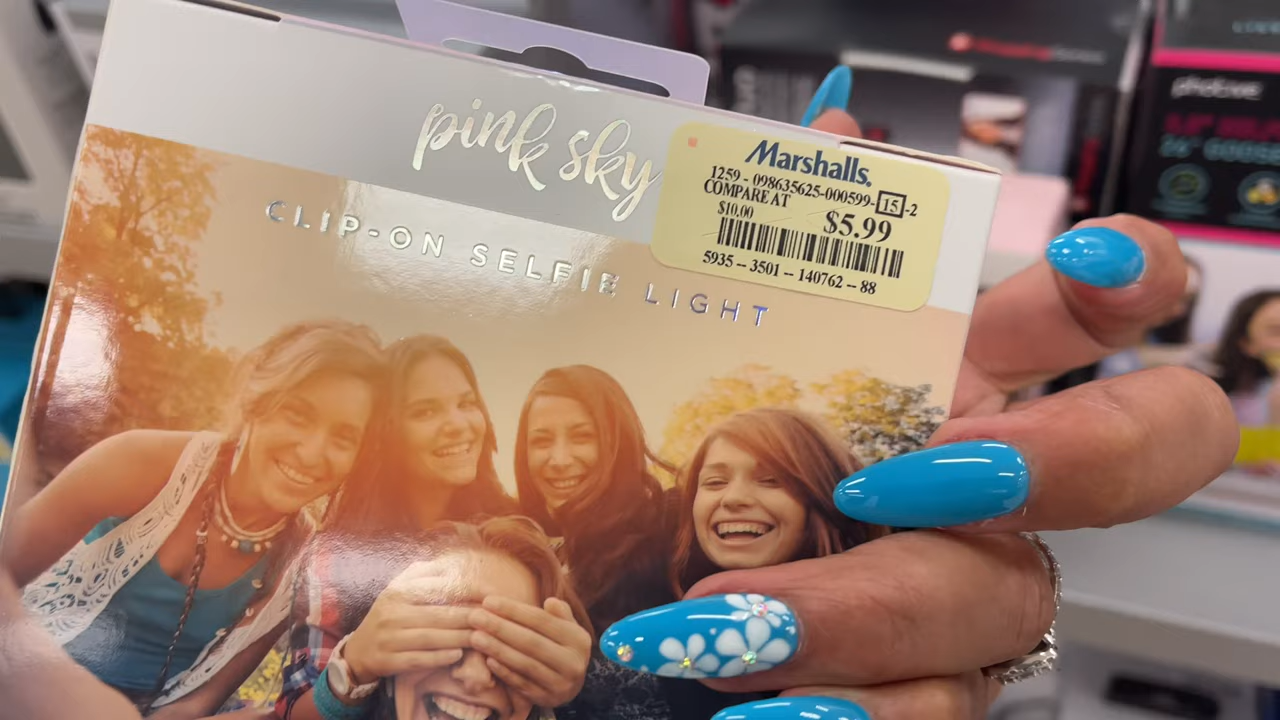 pink sky
CLIP-ON SELFIE LIGHT
Marshalls.
1259 - 098635625-000599-15-2
COMPARE AT
$10.00
$5.99
5935 -- 3501 -- 140762 -- 88